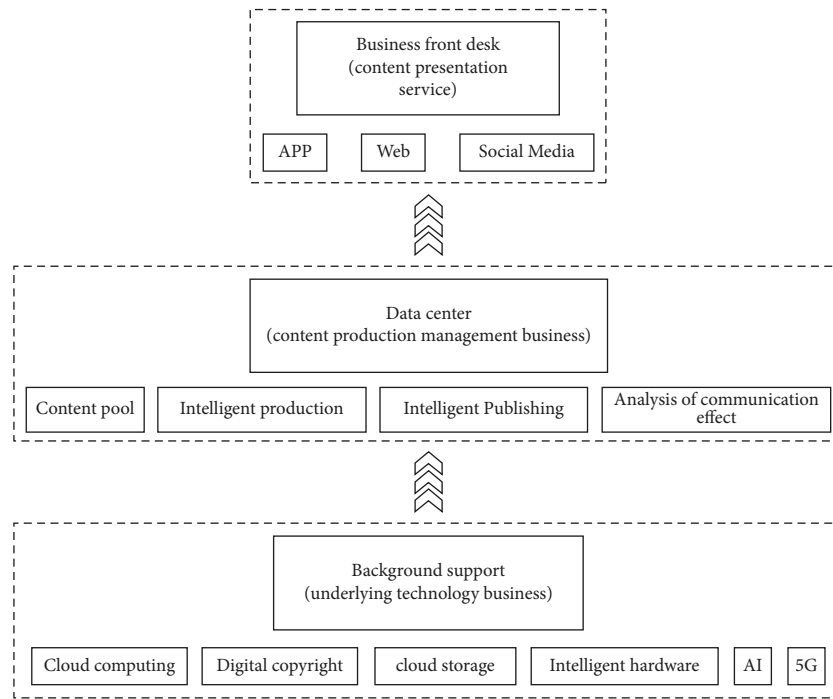 Business front desk
(content presentation
service)
APP
Web
Social Media
Data center
(content production management business)
Content pool
Intelligent production
Intelligent Publishing
Analysis of communication
effect
Background support
(underlying technology business)
Cloud computing
Digital copyright
cloud storage
Intelligent hardware
AI
5G